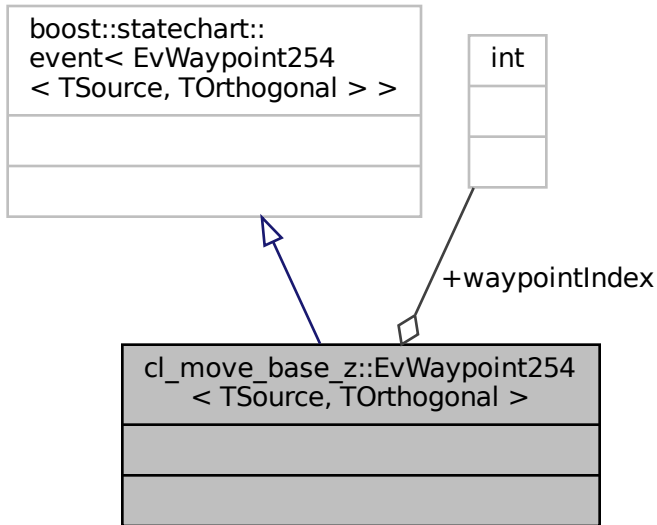 boost::statechart::
event< EvWaypoint254
< TSource, TOrthogonal > >
int
+waypointIndex
cl_move_base_z::EvWaypoint254
< TSource, TOrthogonal >